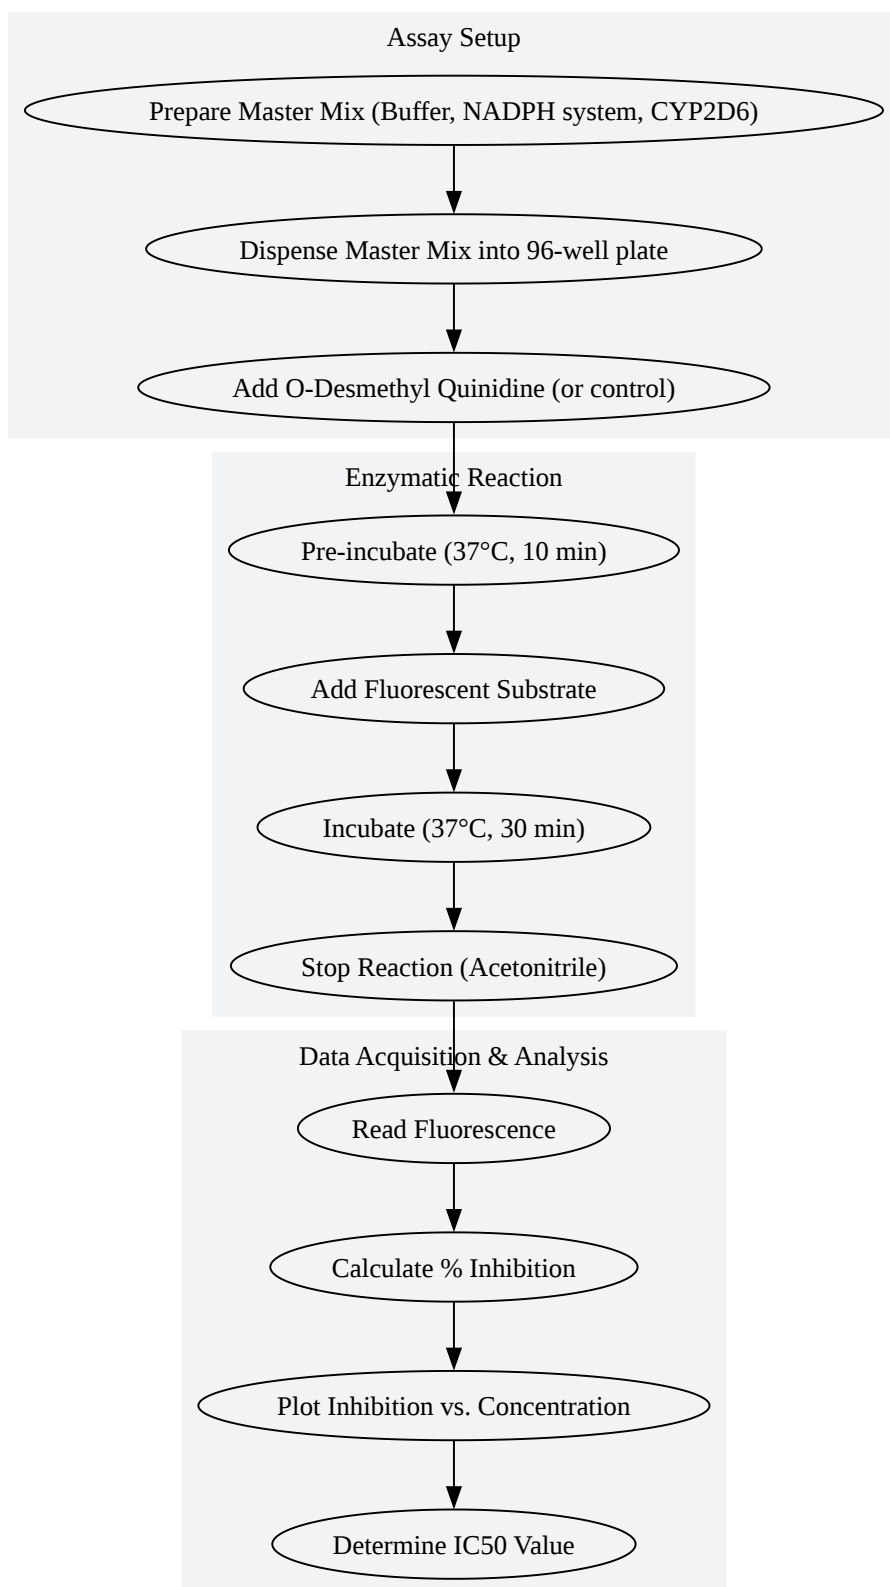 Assay Setup
Prepare Master Mix (Buffer, NADPH system, CYP2D6)
Dispense Master Mix into 96-well plate
Add O-Desmethyl Quinidine (or control)
Enzymatic Reaction
Pre-incubate (37°C, 10 min)
Add Fluorescent Substrate
Incubate (37°C, 30 min)
Stop Reaction (Acetonitrile)
Data Acquisition & Analysis
Read Fluorescence
Calculate % Inhibition
Plot Inhibition vs. Concentration
Determine IC50 Value